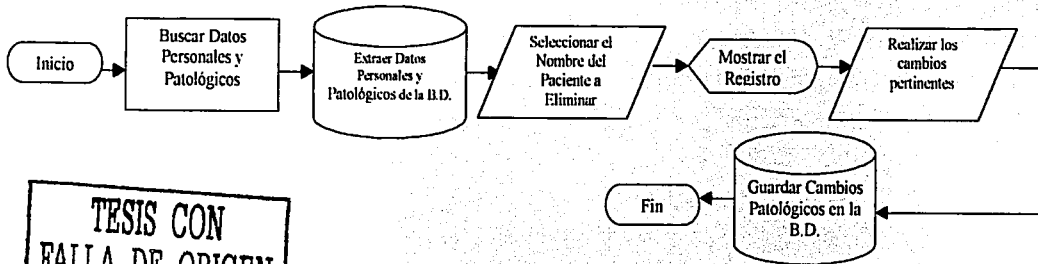 Inicio
Buscar Datos
Personales y
Patológicos
Extraer Datos
Personales y
Patológicos de la B.D.
Seleccionar el
Nombre del
Paciente a
Eliminar
Mostrar el
Registro
Realizar los
cambios
pertinentes
Guardar Cambios
Patológicos en la
B.D.
Fin
TESIS CON
FALLA DE ORIGEN